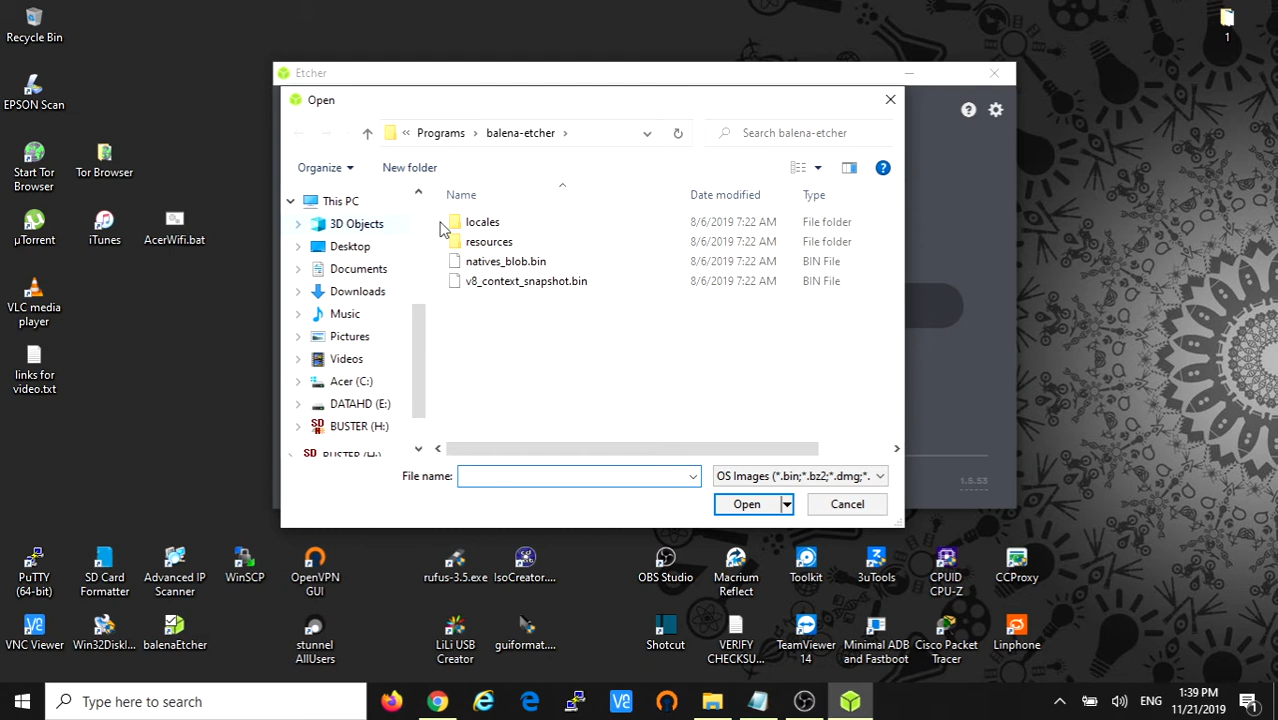 Recycle Bin
1
EPSON Scan
Start Tor
Browser
Tor Browser
µTorrent
iTunes
AcerWifi.bat
VLC media
player
links for
video.txt
Etcher
Open
« Programs › balena-etcher ›
Search balena-etcher
Organize
New folder
This PC
3D Objects
Desktop
Documents
Downloads
Music
Pictures
Videos
Acer (C:)
DATAHD (E:)
BUSTER (H:)
BUSTER (H:)
Name Date modified Type
locales 8/6/2019 7:22 AM File folder
resources 8/6/2019 7:22 AM File folder
natives_blob.bin 8/6/2019 7:22 AM BIN File
v8_context_snapshot.bin 8/6/2019 7:22 AM BIN File
File name:
OS Images (*.bin;*.bz2;*.dmg;*.
Open
Cancel
1.5.53
PuTTY
(64-bit)
SD Card
Formatter
Advanced IP
Scanner
WinSCP
OpenVPN
GUI
rufus-3.5.exe
IsoCreator....
OBS Studio
Macrium
Reflect
Toolkit
3uTools
CPUID
CPU-Z
CCProxy
VNC Viewer
Win32Diskl...
balenaEtcher
stunnel
AllUsers
LiLi USB
Creator
guiformat....
Shotcut
VERIFY
CHECKSU...
TeamViewer
14
Minimal ADB
and Fastboot
Cisco Packet
Tracer
Linphone
Type here to search
ENG
1:39 PM
11/21/2019
1